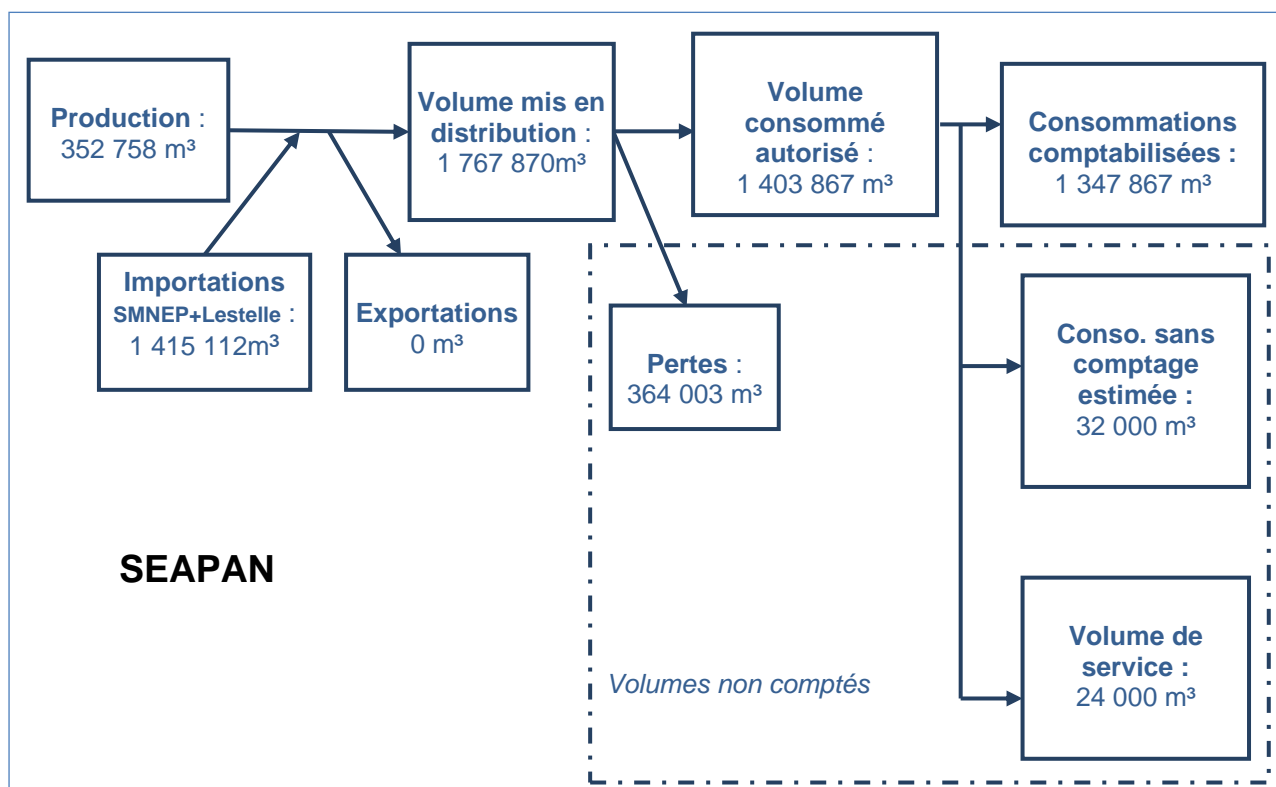 Production :
352 758 m³
Volume mis en
distribution :
1 767 870m³
Volume
consommé
autorisé :
1 403 867 m³
Consommations
comptabilisées :
1 347 867 m³
Importations
SMNEP+Lestelle :
1 415 112m³
Exportations
0 m³
Pertes :
364 003 m³
Conso. sans
comptage
estimée :
32 000 m³
SEAPAN
Volumes non comptés
Volume de
service :
24 000 m³